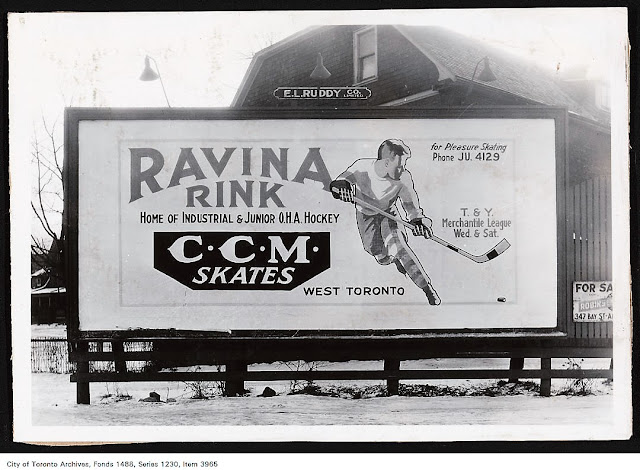 E.L.RUDDY CO. LIMITED
RAVINA
RINK
HOME OF INDUSTRIAL & JUNIOR O.H.A. HOCKEY
C·C·M·
SKATES
WEST TORONTO
for Pleasure Skating
Phone JU. 4129
T. & Y.
Merchantile League
Wed. & Sat.
FOR SA
347 BAY ST-A
City of Toronto Archives, Fonds 1488, Series 1230, Item 3965